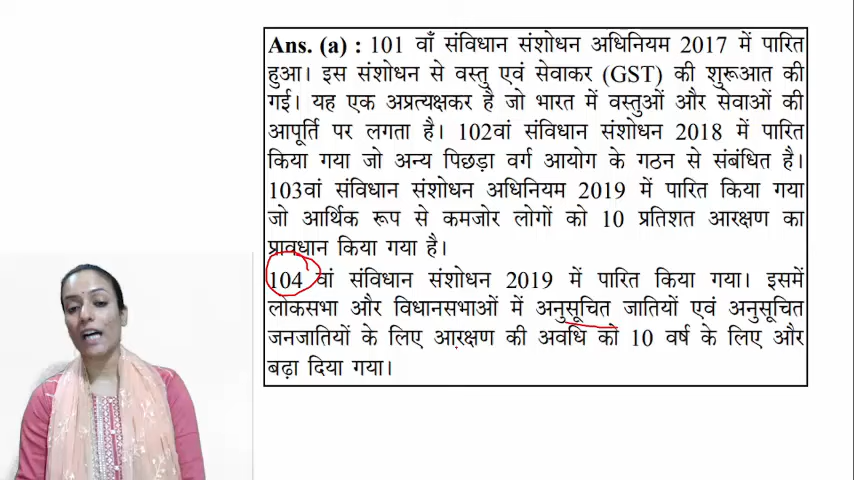 Ans. (a) : 101 वाँ संविधान संशोधन अधिनियम 2017 में पारित
हुआ। इस संशोधन से वस्तु एवं सेवाकर (GST) की शुरूआत की
गई। यह एक अप्रत्यक्षकर है जो भारत में वस्तुओं और सेवाओं की
आपूर्ति पर लगता है। 102वां संविधान संशोधन 2018 में पारित
किया गया जो अन्य पिछड़ा वर्ग आयोग के गठन से संबंधित है।
103वां संविधान संशोधन अधिनियम 2019 में पारित किया गया
जो आर्थिक रूप से कमजोर लोगों को 10 प्रतिशत आरक्षण का
प्रावधान किया गया है।
104 वां संविधान संशोधन 2019 में पारित किया गया। इसमें
लोकसभा और विधानसभाओं में अनुसूचित जातियों एवं अनुसूचित
जनजातियों के लिए आरक्षण की अवधि को 10 वर्ष के लिए और
बढ़ा दिया गया।